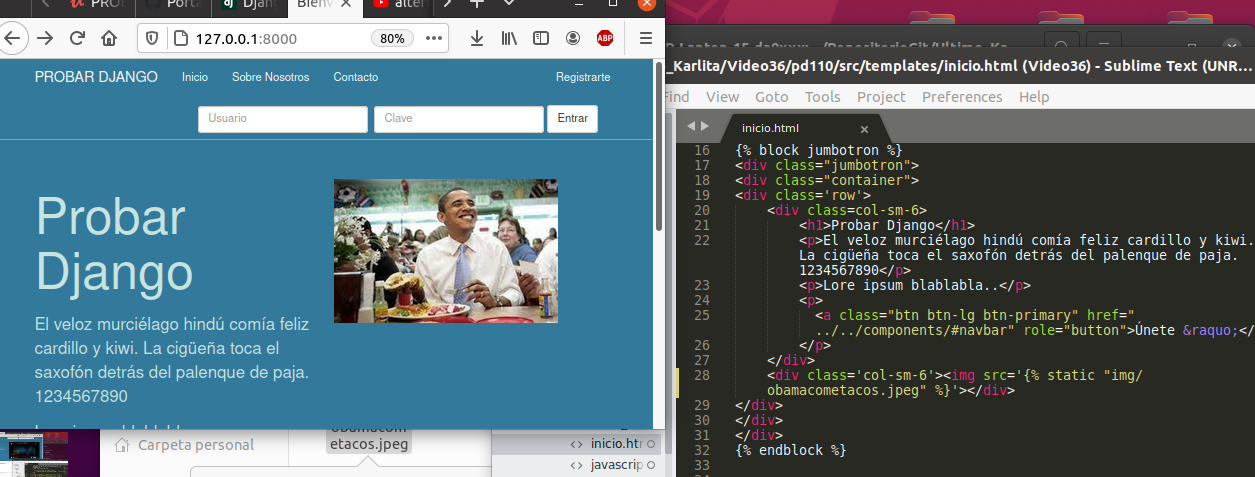 Djan
Bienv
127.0.0.1:8000
80%
ABP
PROBAR DJANGO Inicio Sobre Nosotros Contacto Registrarte
Usuario Clave Entrar
Probar
Django
El veloz murciélago hindú comía feliz
cardillo y kiwi. La cigüeña toca el
saxofón detrás del palenque de paja.
1234567890
Carpeta personal
etacos.jpeg
inicio.ht
javascrip
_Karlita/Video36/pd110/src/templates/inicio.html (Video36) - Sublime Text (UNR...
Find View Goto Tools Project Preferences Help
inicio.html
16 {% block jumbotron %}
17 <div class="jumbotron">
18 <div class="container">
19 <div class='row'>
20 <div class=col-sm-6>
21 <h1>Probar Django</h1>
22 <p>El veloz murciélago hindú comía feliz cardillo y kiwi.
La cigüeña toca el saxofón detrás del palenque de paja.
1234567890</p>
23 <p>Lore ipsum blablabla..</p>
24 <p>
25 <a class="btn btn-lg btn-primary" href="
../../components/#navbar" role="button">Únete &raquo;</
26 </p>
27 </div>
28 <div class='col-sm-6'><img src='{% static "img/
obamacometacos.jpeg" %}'></div>
29 </div>
30 </div>
31 </div>
32 {% endblock %}
33